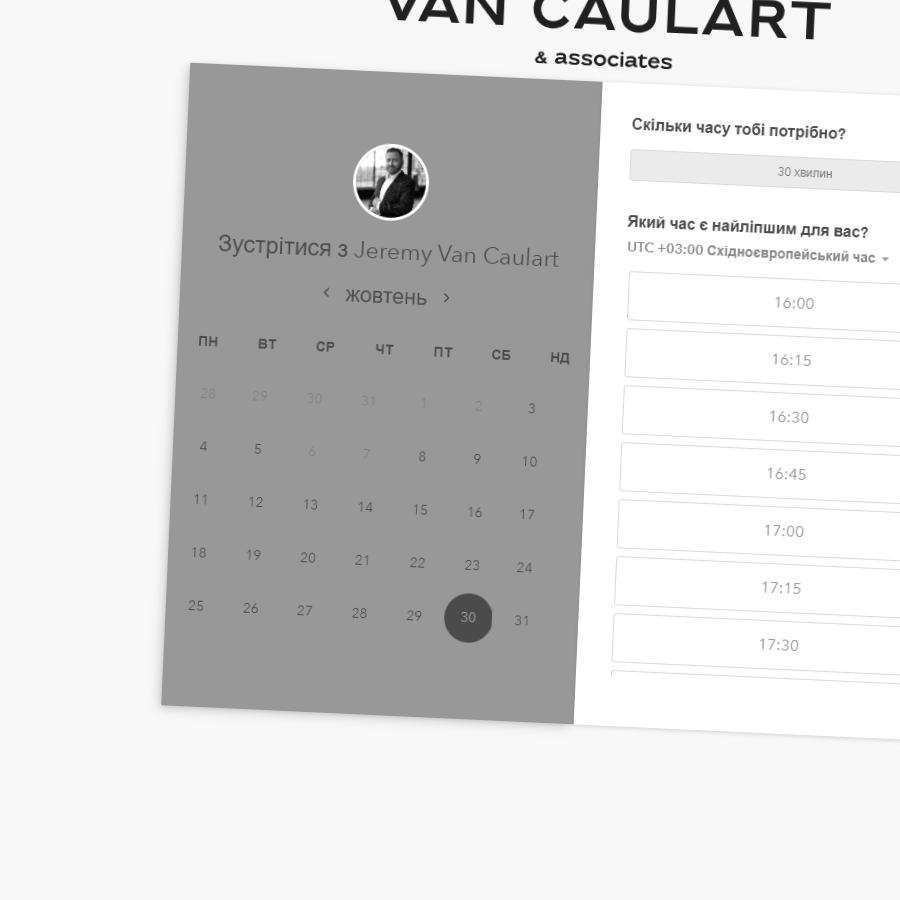 VAN CAULART
& associates
Зустрітися з Jeremy Van Caulart
жовтень
ПН ВТ СР ЧТ ПТ СБ НД
28 29 30 31 1 2 3
4 5 6 7 8 9 10
11 12 13 14 15 16 17
18 19 20 21 22 23 24
25 26 27 28 29 30 31
Скільки часу тобі потрібно?
30 хвилин
Який час є найліпшим для вас?
UTC +03:00 Східноєвропейський час
16:00
16:15
16:30
16:45
17:00
17:15
17:30